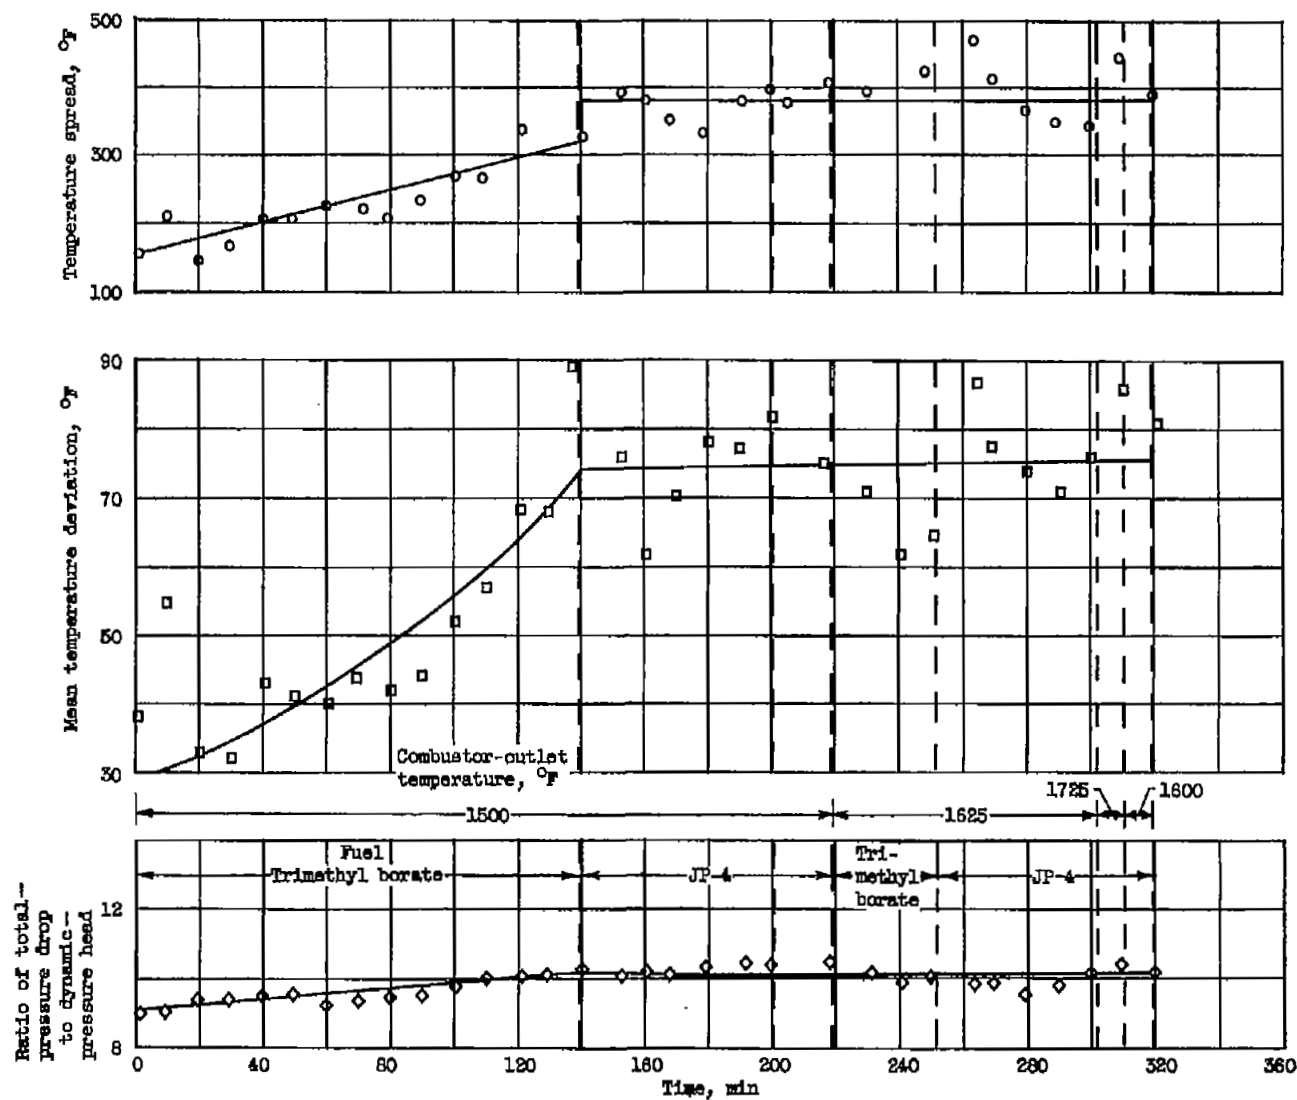 Temperature spread, °F
500
300
100
Mean temperature deviation, °F
90
70
50
30
Combustor-outlet
temperature, °F
1725
1600
1500
1625
Ratio of total-
pressure drop
to dynamic-
pressure head
12
8
Fuel
Trimethyl borate
JP-4
Tri-
methyl
borate
JP-4
0 40 80 120 160 200 240 280 320 360
Time, min